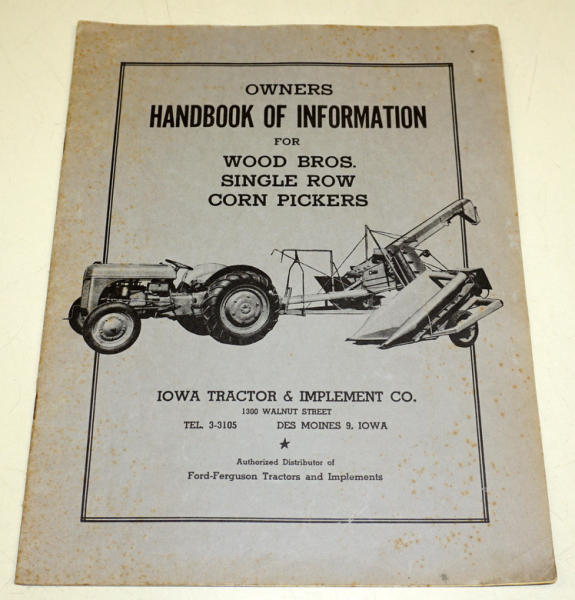 OWNERS
HANDBOOK OF INFORMATION
FOR
WOOD BROS.
SINGLE ROW
CORN PICKERS
IOWA TRACTOR & IMPLEMENT CO.
1300 WALNUT STREET
TEL. 3-3105 DES MOINES 9, IOWA
Authorized Distributor of
Ford-Ferguson Tractors and Implements